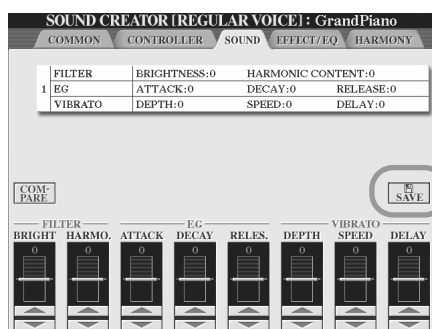 SOUND CREATOR [REGULAR VOICE] : GrandPiano
COMMON CONTROLLER SOUND EFFECT/EQ HARMONY
FILTER BRIGHTNESS:0 HARMONIC CONTENT:0
1 EG ATTACK:0 DECAY:0 RELEASE:0
VIBRATO DEPTH:0 SPEED:0 DELAY:0
COM-
PARE
SAVE
FILTER EG VIBRATO
BRIGHT HARMO. ATTACK DECAY RELES. DEPTH SPEED DELAY
0 0 0 0 0 0 0 0